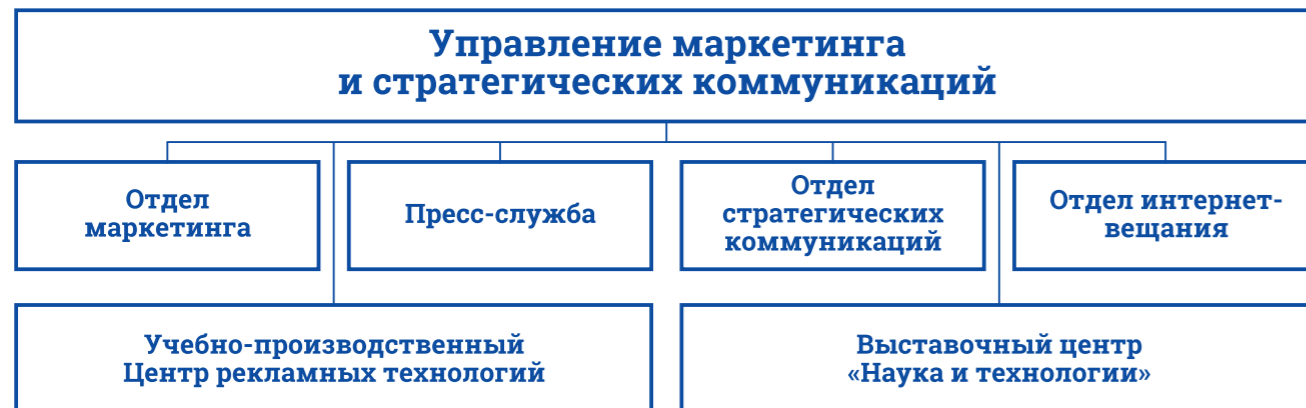 Управление маркетинга
и стратегических коммуникаций
Отдел
маркетинга
Пресс-служба
Отдел
стратегических
коммуникаций
Отдел интернет-
вещания
Учебно-производственный
Центр рекламных технологий
Выставочный центр
«Наука и технологии»